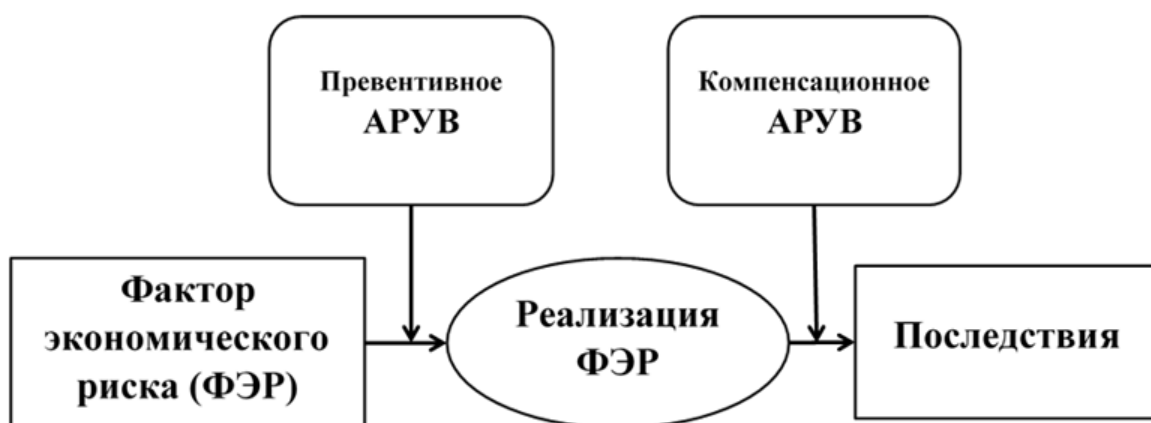 Превентивное
АРУВ
Компенсационное
АРУВ
Фактор
экономического
риска (ФЭР)
Реализация
ФЭР
Последствия